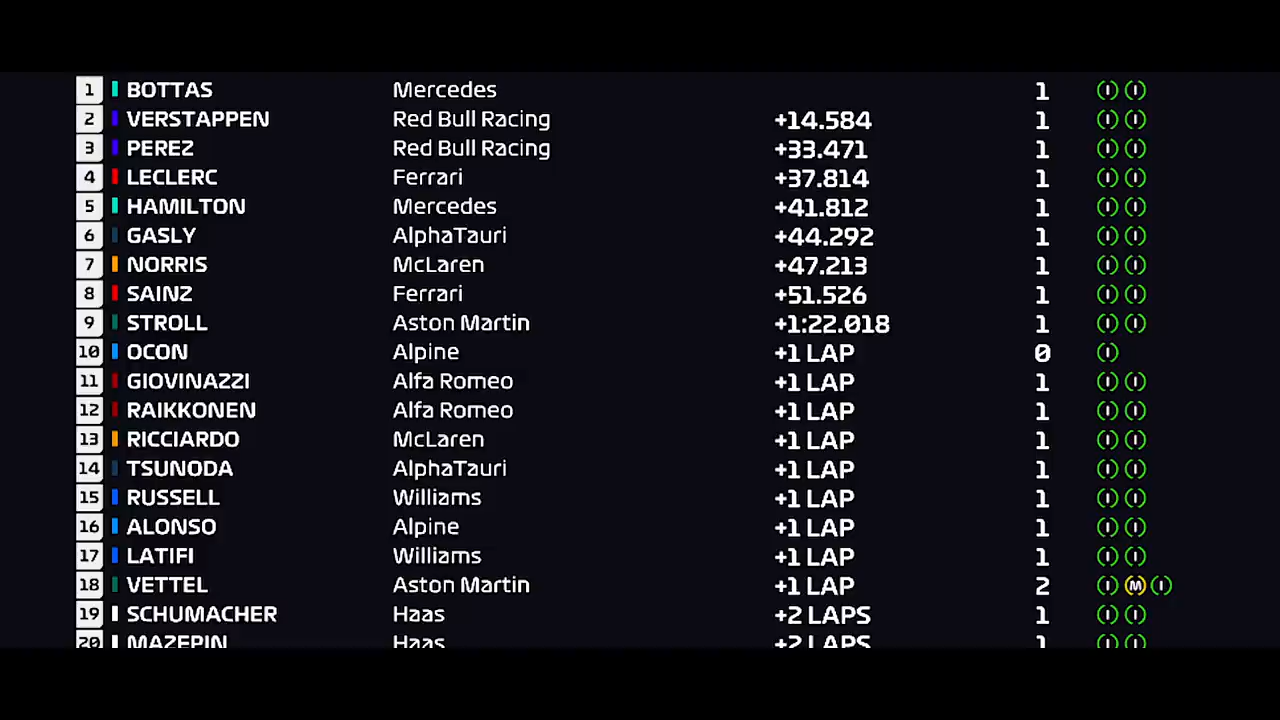 1 BOTTAS Mercedes 1 (I) (I)
2 VERSTAPPEN Red Bull Racing +14.584 1 (I) (I)
3 PEREZ Red Bull Racing +33.471 1 (I) (I)
4 LECLERC Ferrari +37.814 1 (I) (I)
5 HAMILTON Mercedes +41.812 1 (I) (I)
6 GASLY AlphaTauri +44.292 1 (I) (I)
7 NORRIS McLaren +47.213 1 (I) (I)
8 SAINZ Ferrari +51.526 1 (I) (I)
9 STROLL Aston Martin +1:22.018 1 (I) (I)
10 OCON Alpine +1 LAP 0 (I)
11 GIOVINAZZI Alfa Romeo +1 LAP 1 (I) (I)
12 RAIKKONEN Alfa Romeo +1 LAP 1 (I) (I)
13 RICCIARDO McLaren +1 LAP 1 (I) (I)
14 TSUNODA AlphaTauri +1 LAP 1 (I) (I)
15 RUSSELL Williams +1 LAP 1 (I) (I)
16 ALONSO Alpine +1 LAP 1 (I) (I)
17 LATIFI Williams +1 LAP 1 (I) (I)
18 VETTEL Aston Martin +1 LAP 2 (I) (M) (I)
19 SCHUMACHER Haas +2 LAPS 1 (I) (I)
20 MAZEPIN Haas +2 LAPS 1 (I) (I)